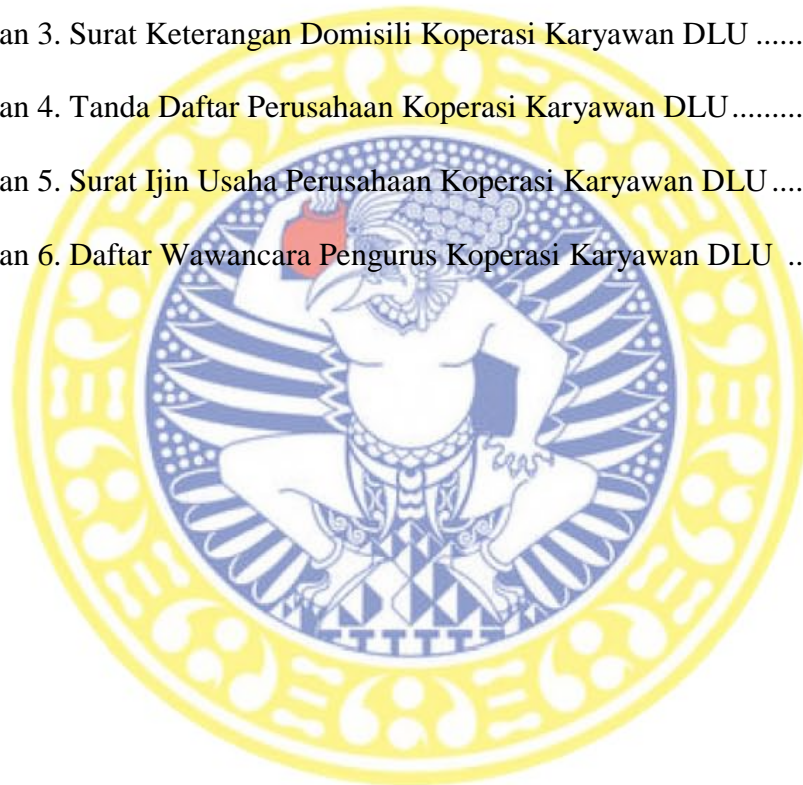 an 3. Surat Keterangan Domisili Koperasi Karyawan DLU ......
an 4. Tanda Daftar Perusahaan Koperasi Karyawan DLU.........
an 5. Surat Ijin Usaha Perusahaan Koperasi Karyawan DLU ....
an 6. Daftar Wawancara Pengurus Koperasi Karyawan DLU ..